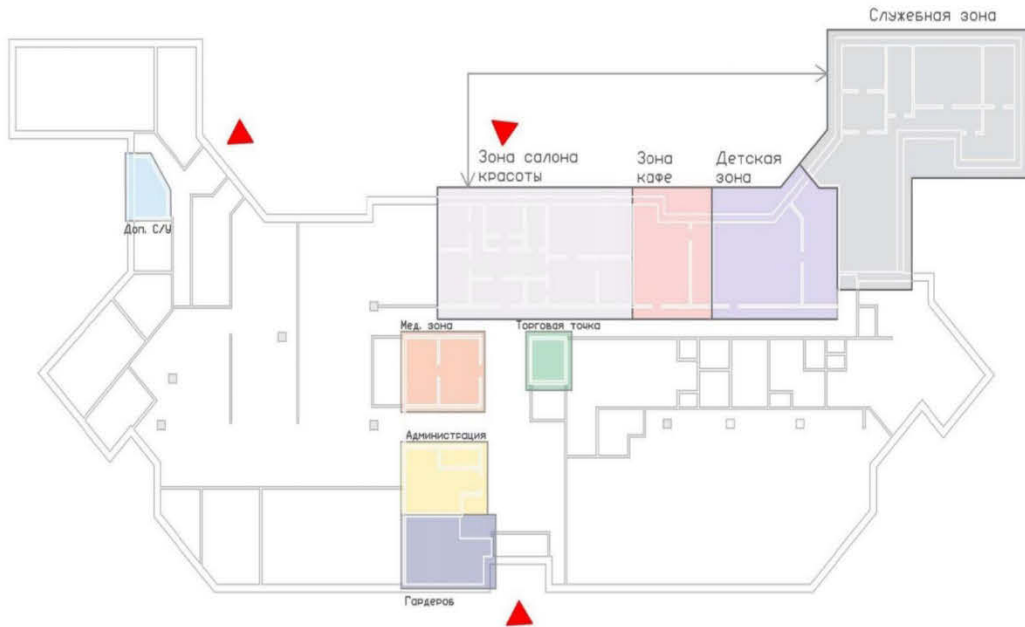 Служебная зона
Зона салона
красоты
Зона
кафе
Детская
зона
Доп. С/У
Мед. зона
Торговая точка
Администрация
Гардероб